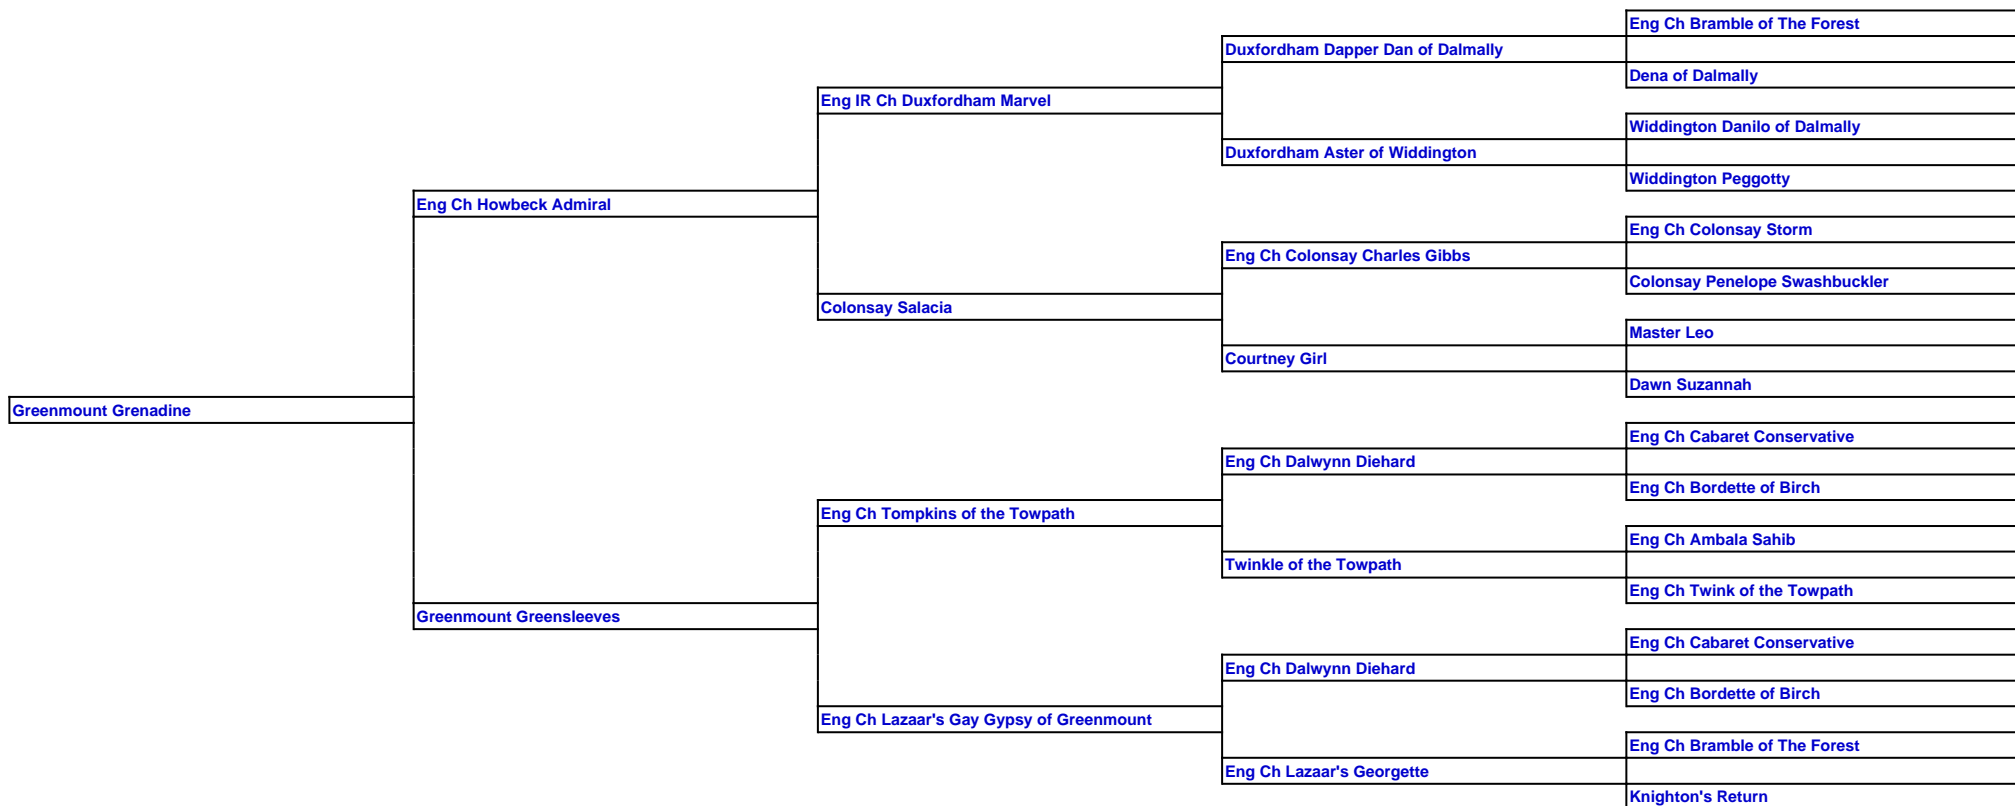 Eng Ch Bramble of The Forest
Duxfordham Dapper Dan of Dalmally
Dena of Dalmally
Eng IR Ch Duxfordham Marvel
Widdington Danilo of Dalmally
Duxfordham Aster of Widdington
Widdington Peggotty
Eng Ch Howbeck Admiral
Eng Ch Colonsay Storm
Eng Ch Colonsay Charles Gibbs
Colonsay Penelope Swashbuckler
Colonsay Salacia
Master Leo
Courtney Girl
Dawn Suzannah
Greenmount Grenadine
Eng Ch Cabaret Conservative
Eng Ch Dalwynn Diehard
Eng Ch Bordette of Birch
Eng Ch Tompkins of the Towpath
Eng Ch Ambala Sahib
Twinkle of the Towpath
Eng Ch Twink of the Towpath
Greenmount Greensleeves
Eng Ch Cabaret Conservative
Eng Ch Dalwynn Diehard
Eng Ch Bordette of Birch
Eng Ch Lazaar's Gay Gypsy of Greenmount
Eng Ch Bramble of The Forest
Eng Ch Lazaar's Georgette
Knighton's Return